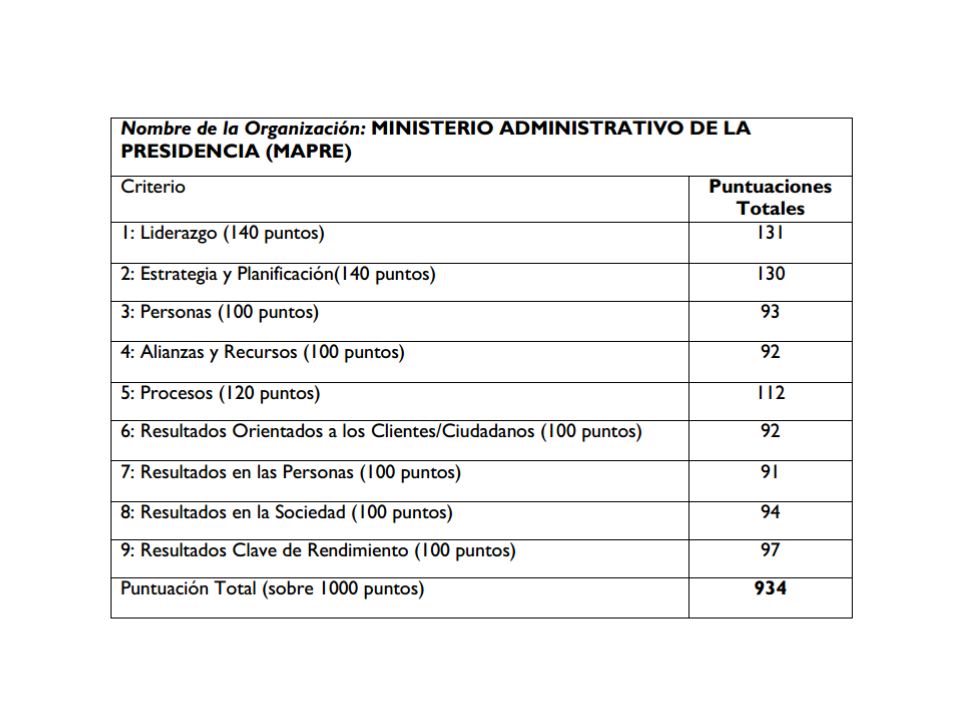 Nombre de la Organización: MINISTERIO ADMINISTRATIVO DE LA
PRESIDENCIA (MAPRE)
Criterio
Puntuaciones
Totales
1: Liderazgo (140 puntos)
131
2: Estrategia y Planificación(140 puntos)
130
3: Personas (100 puntos)
93
4: Alianzas y Recursos (100 puntos)
92
5: Procesos (120 puntos)
112
6: Resultados Orientados a los Clientes/Ciudadanos (100 puntos)
92
7: Resultados en las Personas (100 puntos)
91
8: Resultados en la Sociedad (100 puntos)
94
9: Resultados Clave de Rendimiento (100 puntos)
97
Puntuación Total (sobre 1000 puntos)
934